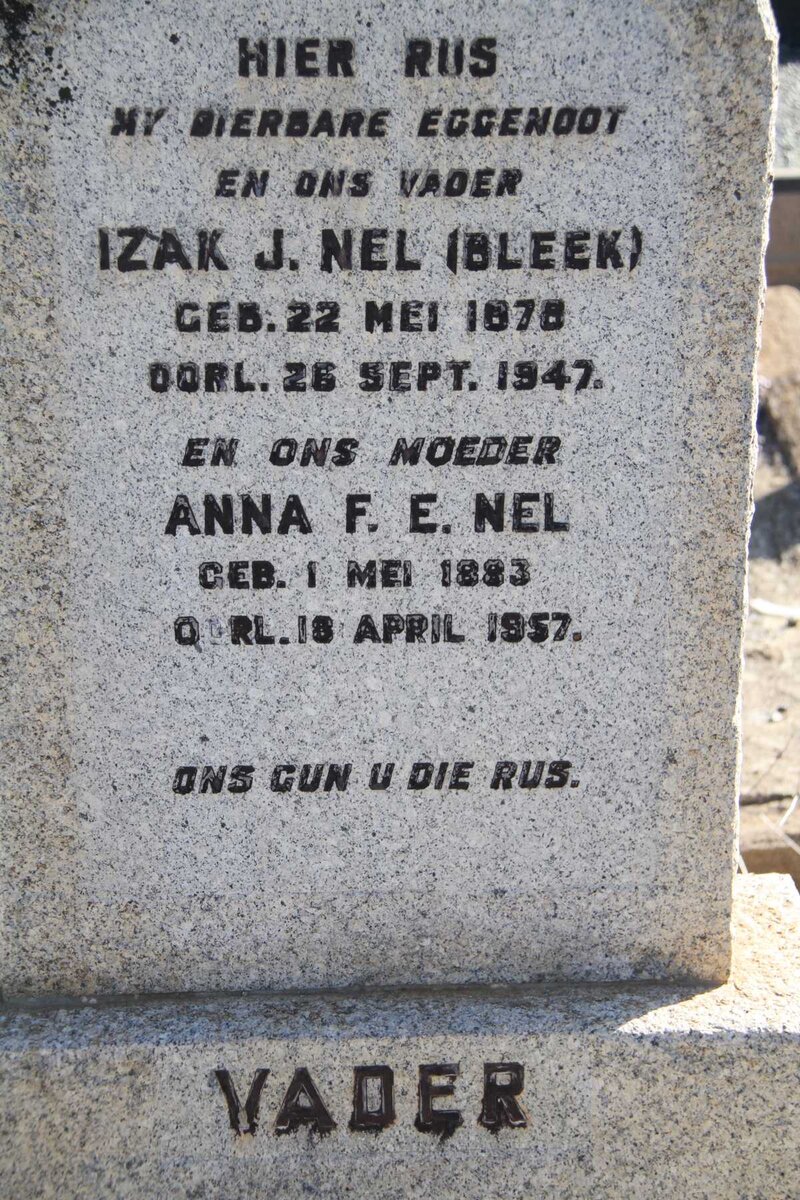 HIER RUS
MY DIERBARE EGGENOOT
EN ONS VADER
IZAK J. NEL (BLEEK)
GEB. 22 MEI 1878
OORL. 26 SEPT. 1947.
EN ONS MOEDER
ANNA F. E. NEL
GEB. 1 MEI 1883
OORL. 18 APRIL 1957.
ONS GUN U DIE RUS.
VADER